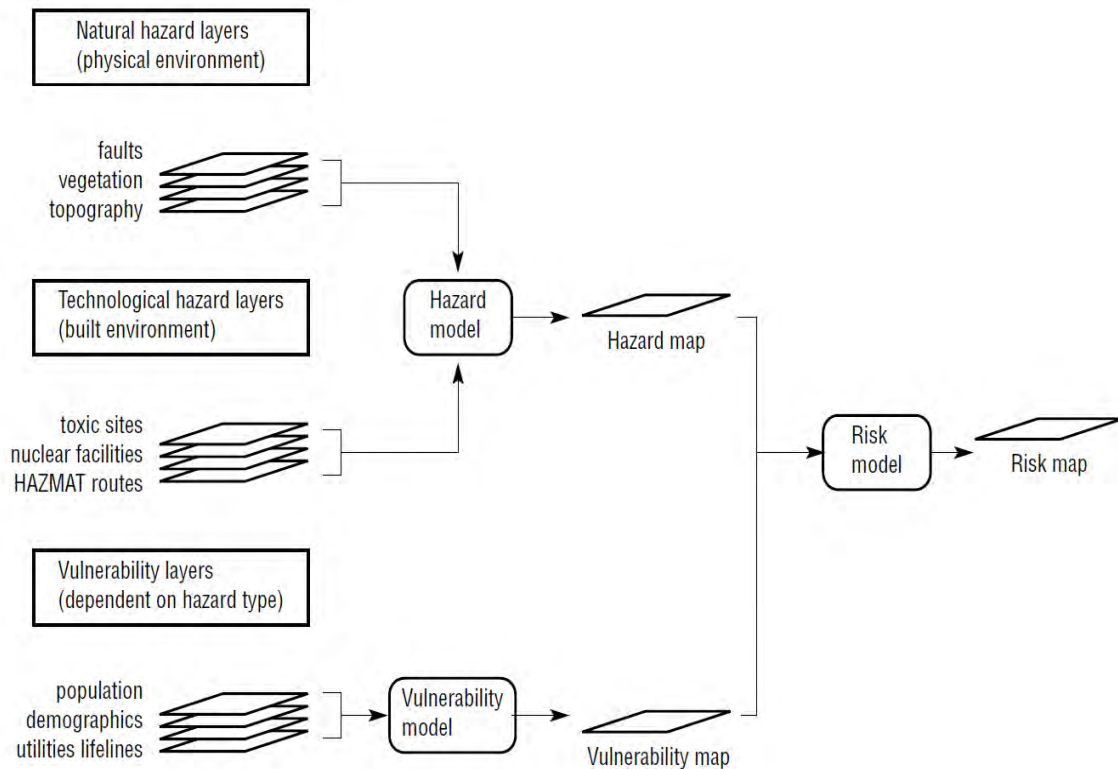 Natural hazard layers
(physical environment)
faults
vegetation
topography
Technological hazard layers
(built environment)
Hazard
model
Hazard map
toxic sites
nuclear facilities
HAZMAT routes
Risk
model
Risk map
Vulnerability layers
(dependent on hazard type)
population
demographics
utilities lifelines
Vulnerability
model
Vulnerability map